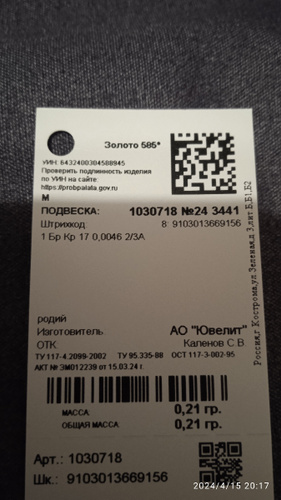 Золото 585*
УИН: 6432400304588945
Проверить подлинность изделия
по УИН на сайте
https://probpalata.gov.ru
М
ПОДВЕСКА: 1030718 №24 3441
Штрихкод 8 9103013669156
1 Бр Кр 17 0,0046 2/3А
родий
Изготовитель АО "Ювелит"
ОТК Каленов С.В
ТУ 117-4.2099-2002 ТУ 95.335-88 ОСТ 117-3-002-95
АКТ № ЭМ012239 от 15.03.24 г.
МАССА: 0,21 гр.
ОБЩАЯ МАССА: 0,21 гр.
Арт.: 1030718
Шк.: 9103013669156
Россия,г Кострома,ул.Зеленая,д 3,лит Б,Б1,Б2
2024/4/15 20:17